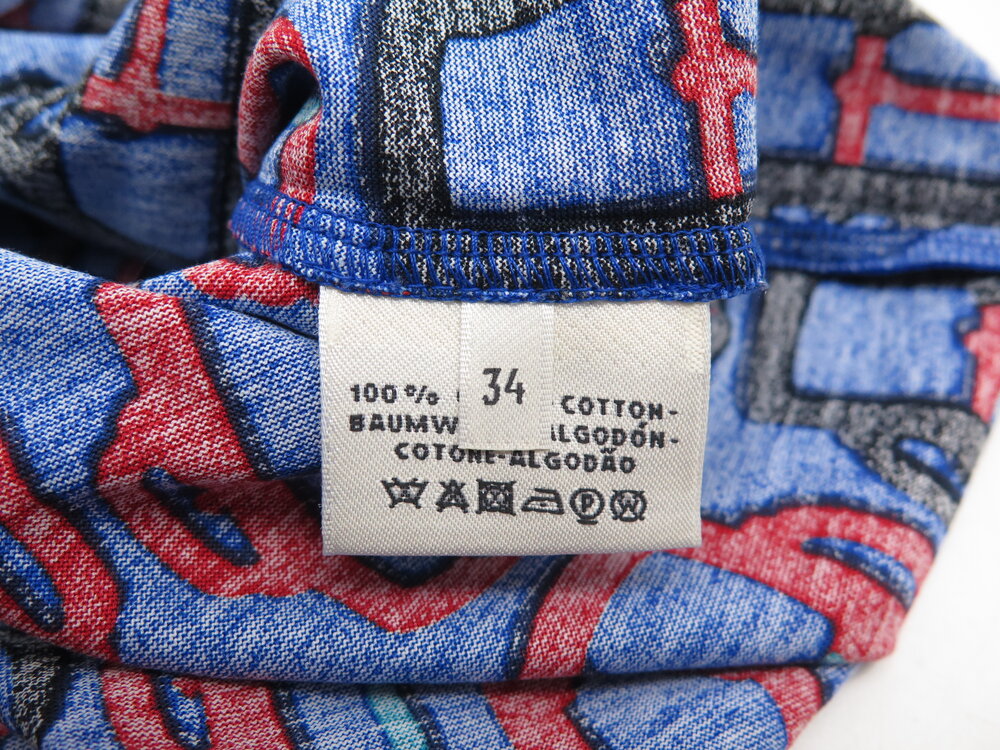 34
100% COTTON-
BAUMW ALGODÓN-
COTONE-ALGODÃO